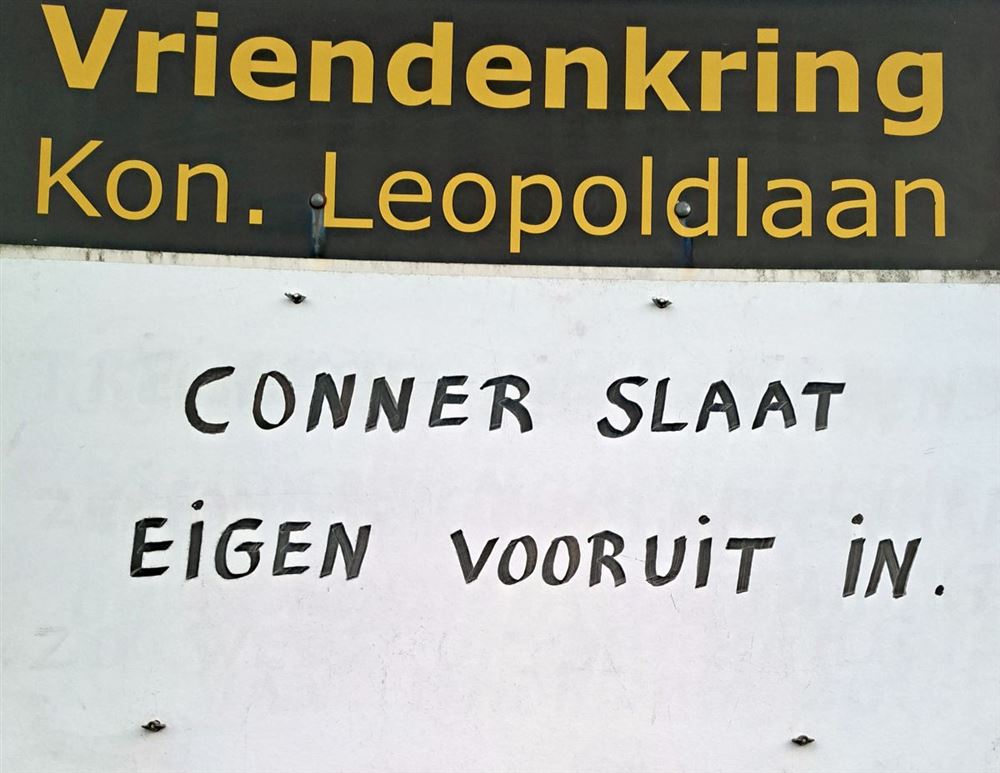 Vriendenkring
Kon. Leopoldlaan
CONNER SLAAT
EiGEN VOORUiT iN.